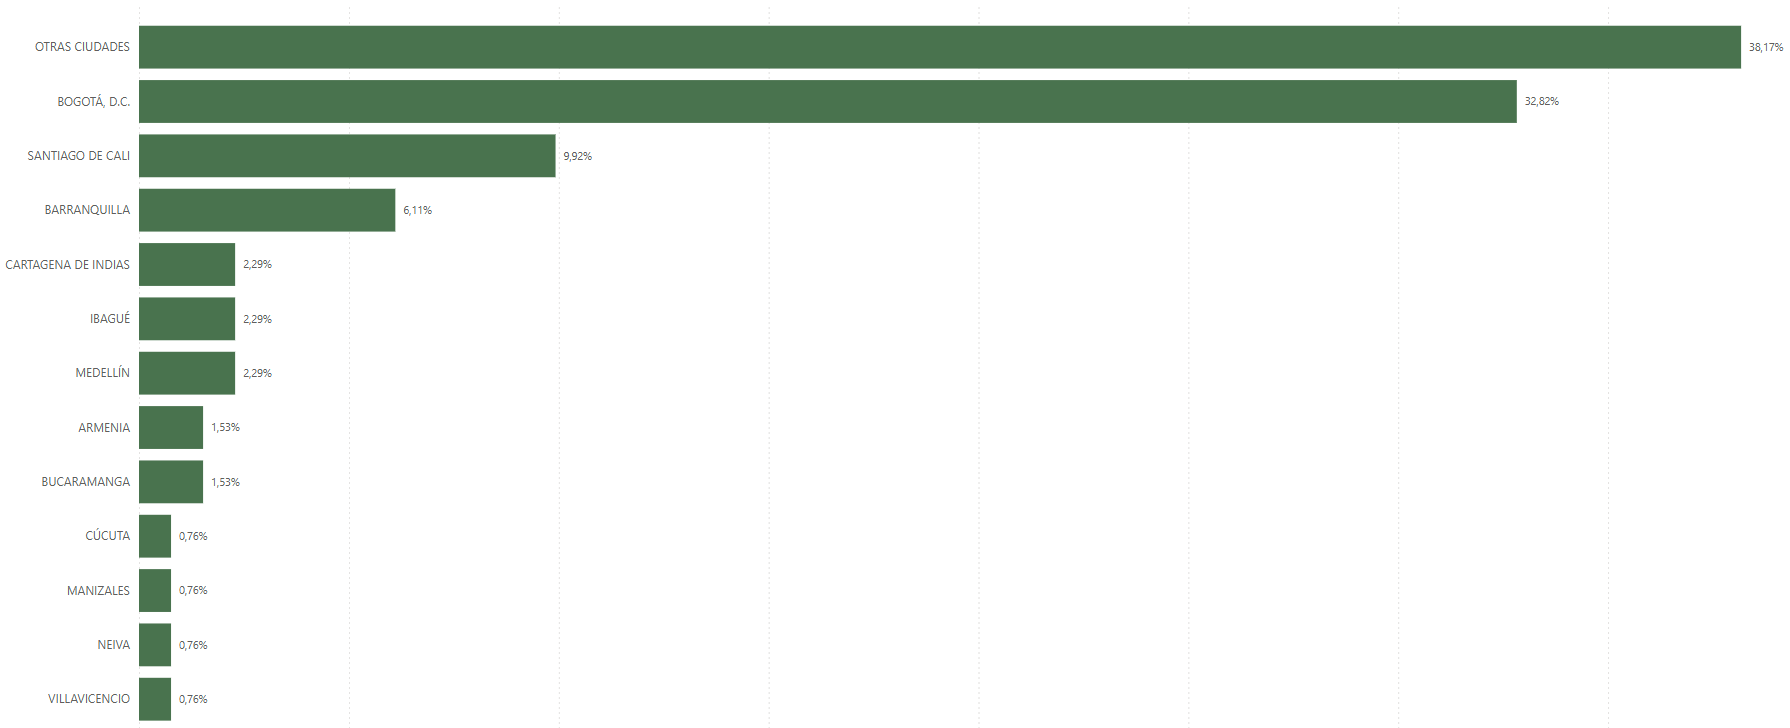 OTRAS CIUDADES 38,17%
BOGOTÁ, D.C. 32,82%
SANTIAGO DE CALI 9,92%
BARRANQUILLA 6,11%
CARTAGENA DE INDIAS 2,29%
IBAGUÉ 2,29%
MEDELLÍN 2,29%
ARMENIA 1,53%
BUCARAMANGA 1,53%
CÚCUTA 0,76%
MANIZALES 0,76%
NEIVA 0,76%
VILLAVICENCIO 0,76%